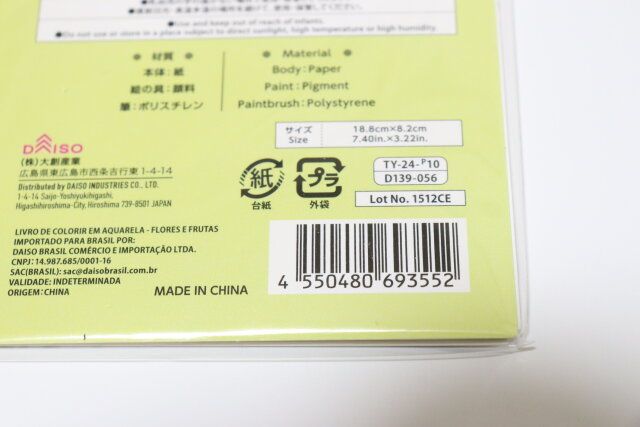 ●Use and keep out of reach of infants.
●Do not use or store in a place subject to direct sunlight, high temperature or high humidity.
● 材質 ●
本体:紙
絵の具:顔料
筆:ポリスチレン
● Material ●
Body:Paper
Paint:Pigment
Paintbrush:Polystyrene
サイズ Size
18.8cm×8.2cm
7.40in.×3.22in.
DAISO
(株)大創産業
広島県東広島市西条吉行東 1-4-14
Distributed by DAISO INDUSTRIES CO., LTD.
1-4-14 Saijo-Yoshiyukihigashi,
Higashihiroshima-City, Hiroshima 739-8501 JAPAN
紙
台紙
プラ
外袋
TY-24-P10
D139-056
Lot No. 1512CE
LIVRO DE COLORIR EM AQUARELA - FLORES E FRUTAS
IMPORTADO PARA BRASIL POR:
DAISO BRASIL COMÉRCIO E IMPORTAÇÃO LTDA.
CNPJ: 14.987.685/0001-16
SAC(BRASIL): sac@daisobrasil.com.br
VALIDADE: INDETERMINADA
ORIGEM: CHINA
MADE IN CHINA
4 550480 693552